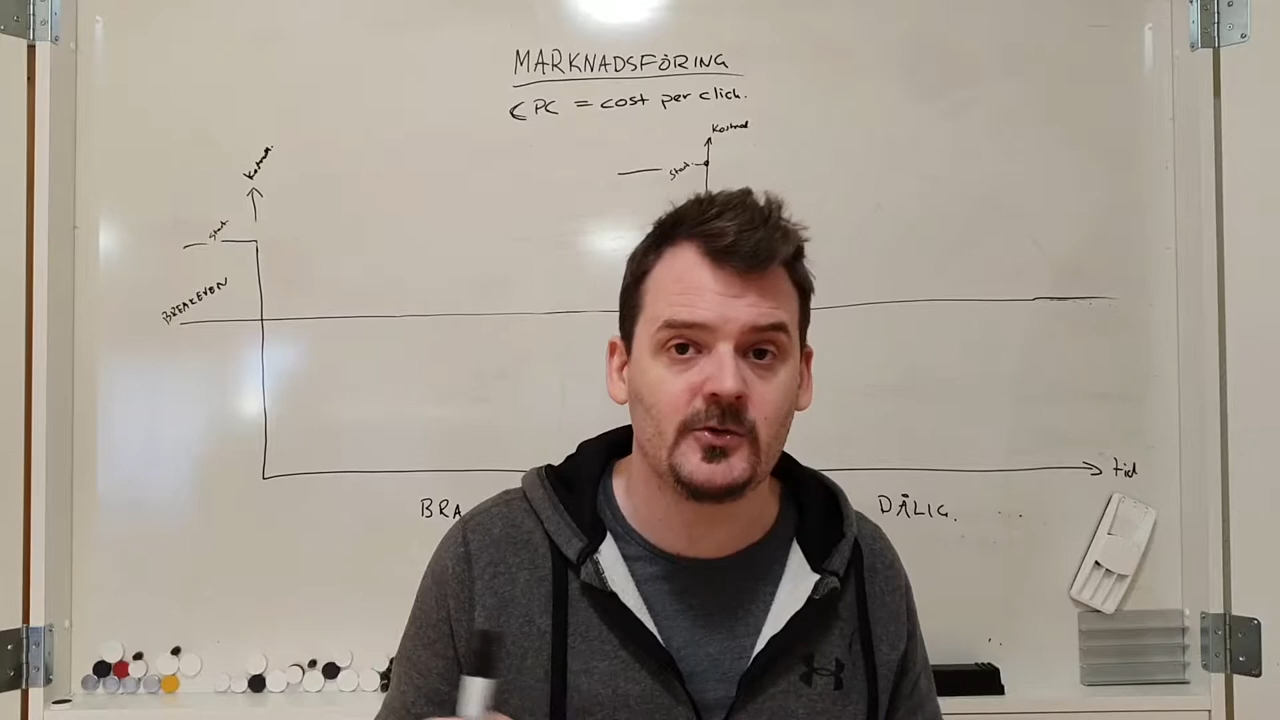 MARKNADSFÖRING
CPC = cost per click.
Kostnad
Start
Kostnad
Start
BREAKEVEN
tid
BRA
DÅLIG.